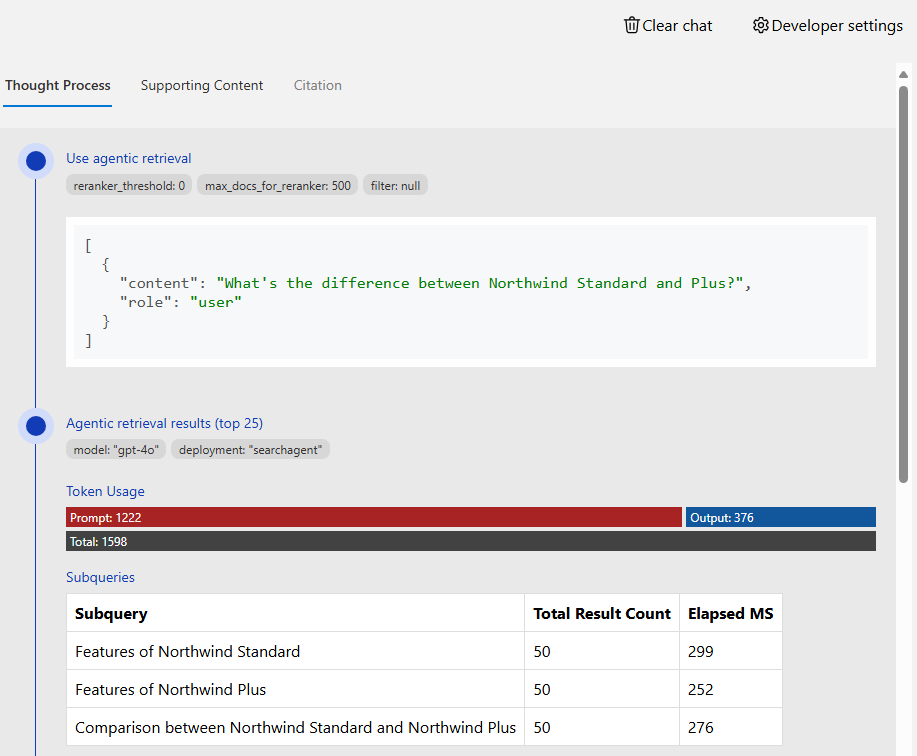 Clear chat Developer settings
Thought Process Supporting Content Citation
Use agentic retrieval
reranker_threshold: 0 max_docs_for_reranker: 500 filter: null
[
{
"content": "What's the difference between Northwind Standard and Plus?",
"role": "user"
}
]
Agentic retrieval results (top 25)
model: "gpt-4o" deployment: "searchagent"
Token Usage
Prompt: 1222 Output: 376
Total: 1598
Subqueries
Subquery Total Result Count Elapsed MS
Features of Northwind Standard 50 299
Features of Northwind Plus 50 252
Comparison between Northwind Standard and Northwind Plus 50 276